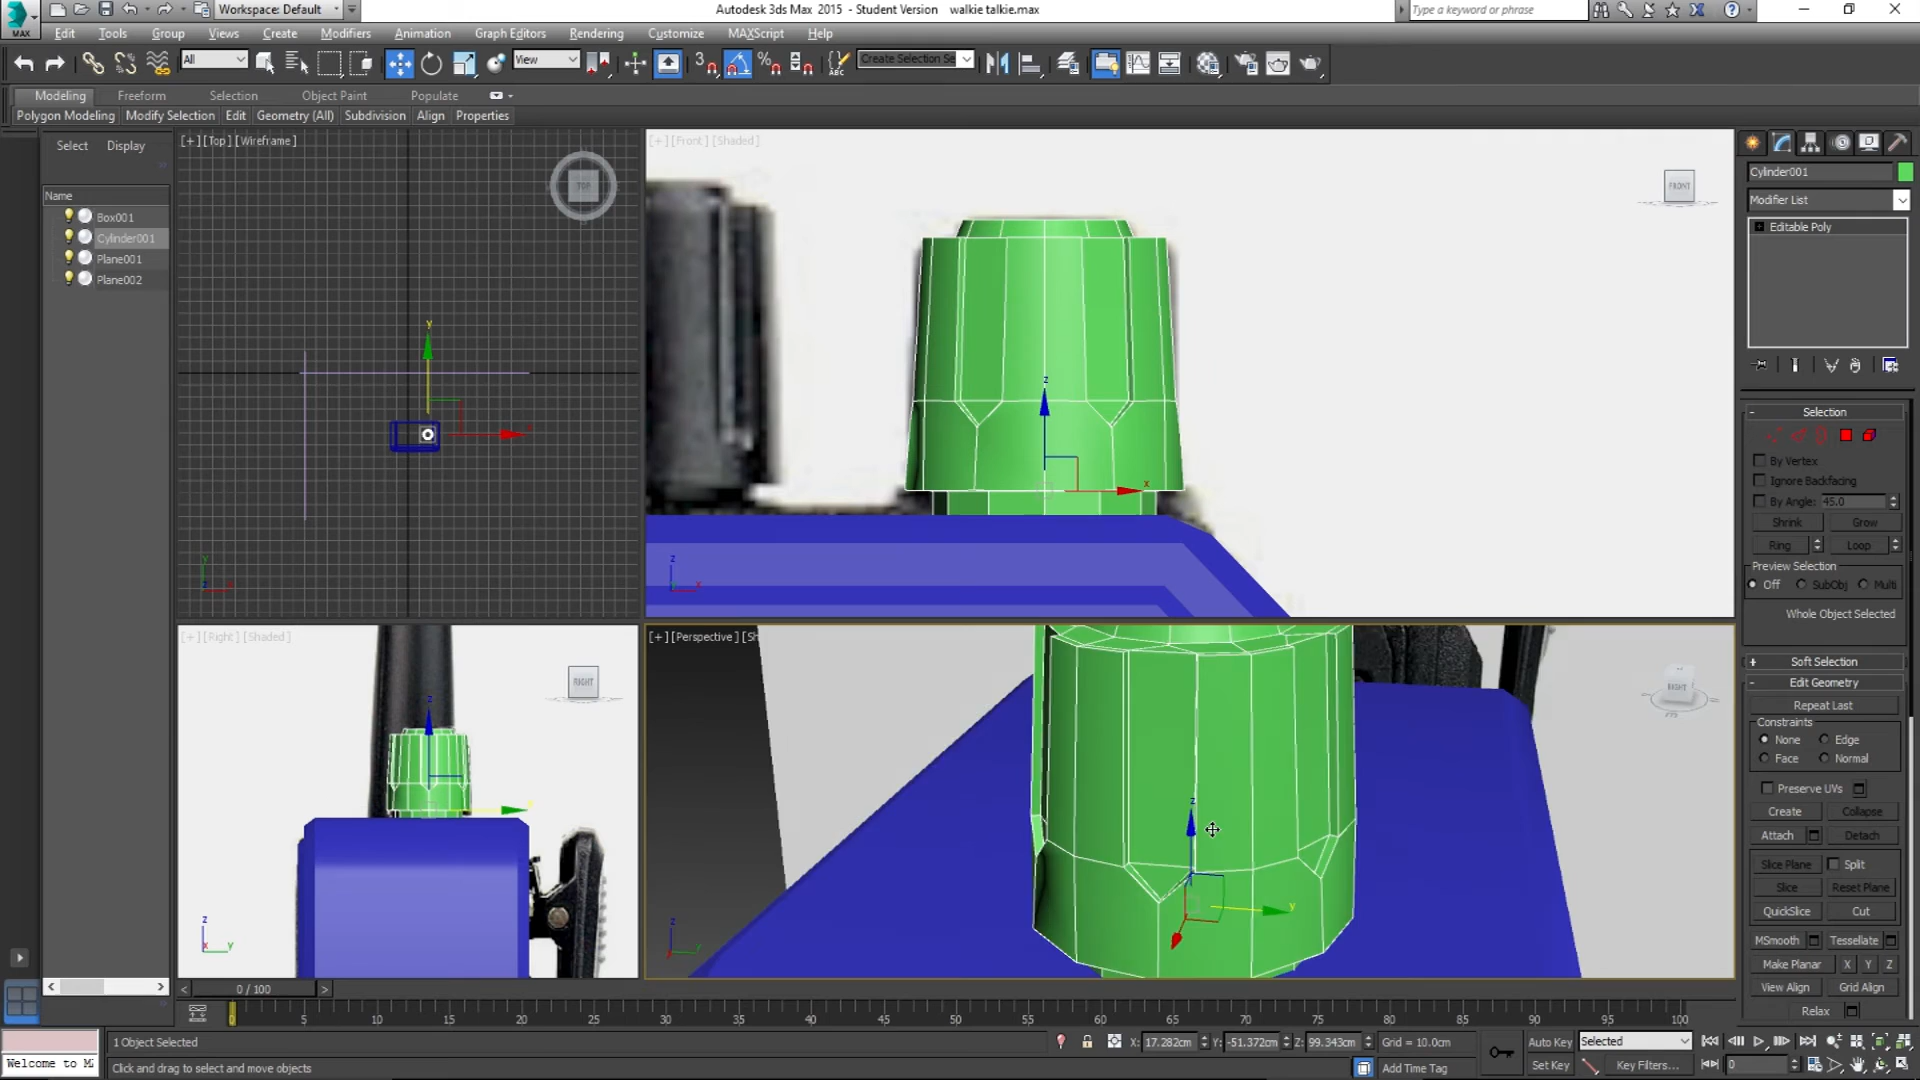 Workspace: Default
Autodesk 3ds Max 2015 - Student Version    walkie talkie.max
Type a keyword or phrase
MAX
Edit Tools Group Views Create Modifiers Animation Graph Editors Rendering Customize MAXScript Help
All
View
3
Create Selection Se
Modeling Freeform Selection Object Paint Populate
Polygon Modeling Modify Selection Edit Geometry (All) Subdivision Align Properties
Select Display
Name
Box001
Cylinder001
Plane001
Plane002
[+] [Top] [Wireframe]
TOP
y
[+] [Front] [Shaded]
FRONT
z
x
[+] [Right] [Shaded]
RIGHT
z
y
[+] [Perspective] [Sh
RIGHT
z
y
Cylinder001
Modifier List
Editable Poly
Selection
By Vertex
Ignore Backfacing
By Angle: 45.0
Shrink Grow
Ring Loop
Preview Selection
Off SubObj Multi
Whole Object Selected
Soft Selection
Edit Geometry
Repeat Last
Constraints
None Edge
Face Normal
Preserve UVs
Create Collapse
Attach Detach
Slice Plane Split
Slice Reset Plane
QuickSlice Cut
MSmooth Tessellate
Make Planar X Y Z
View Align Grid Align
Relax
0 / 100
0 5 10 15 20 25 30 35 40 45 50 55 60 65 70 75 80 85 90 95 100
1 Object Selected
X: 17.282cm Y: -51.372cm Z: 99.343cm Grid = 10.0cm
Auto Key Selected
Welcome to M
Click and drag to select and move objects
Add Time Tag
Set Key Key Filters... 0